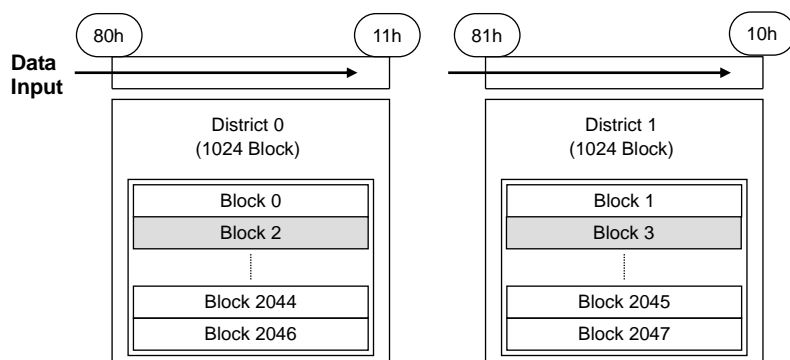 80h
11h
81h
10h
Data
Input
District 0
(1024 Block)
Block 0
Block 2
Block 2044
Block 2046
District 1
(1024 Block)
Block 1
Block 3
Block 2045
Block 2047